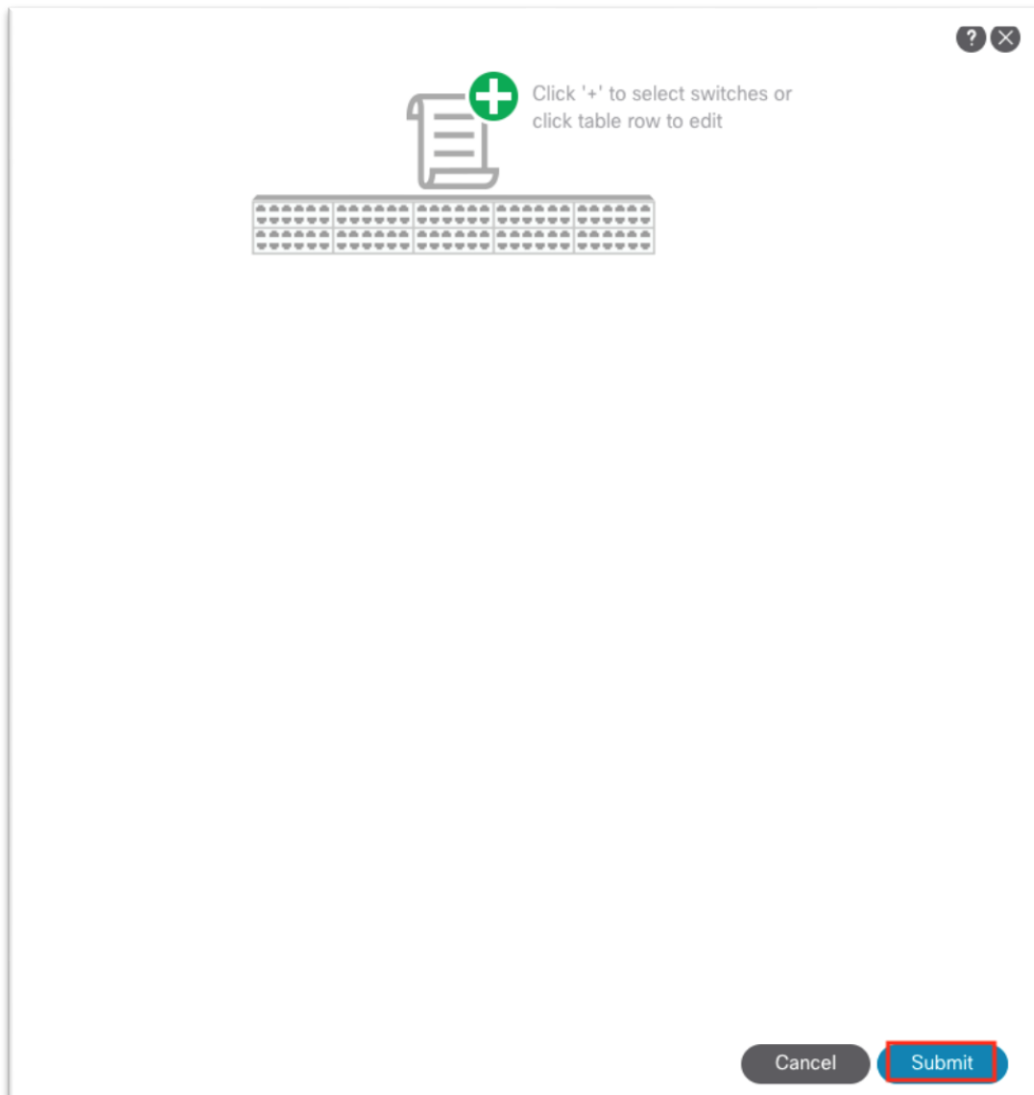 ?
Click '+' to select switches or
click table row to edit
Cancel
Submit